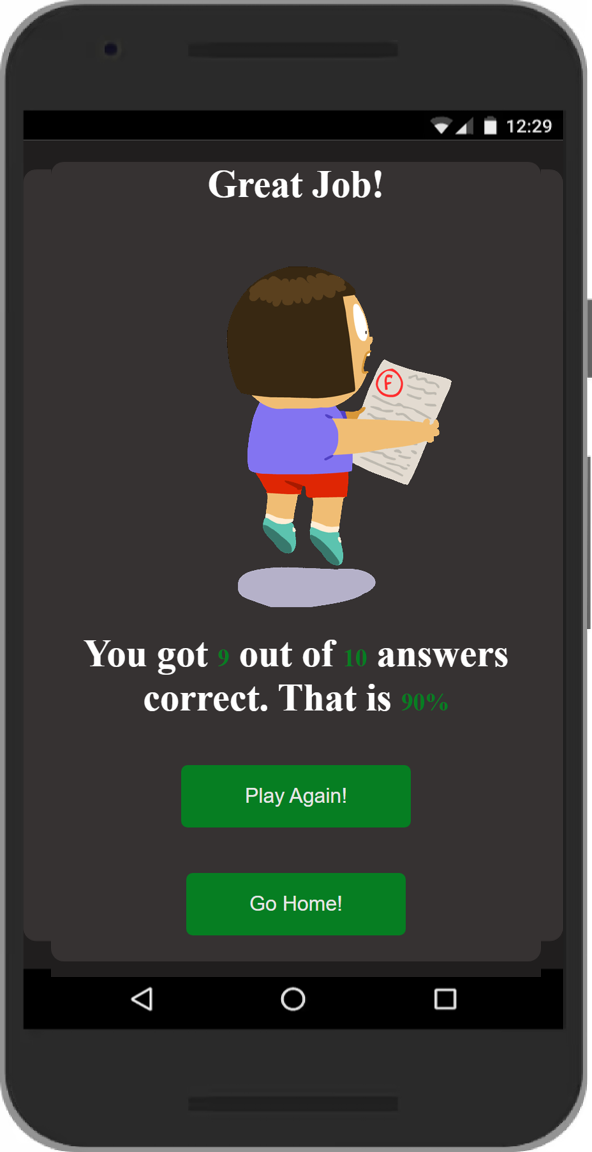 12:29
Great Job!
F
You got 9 out of 10 answers
correct. That is 90%
Play Again!
Go Home!